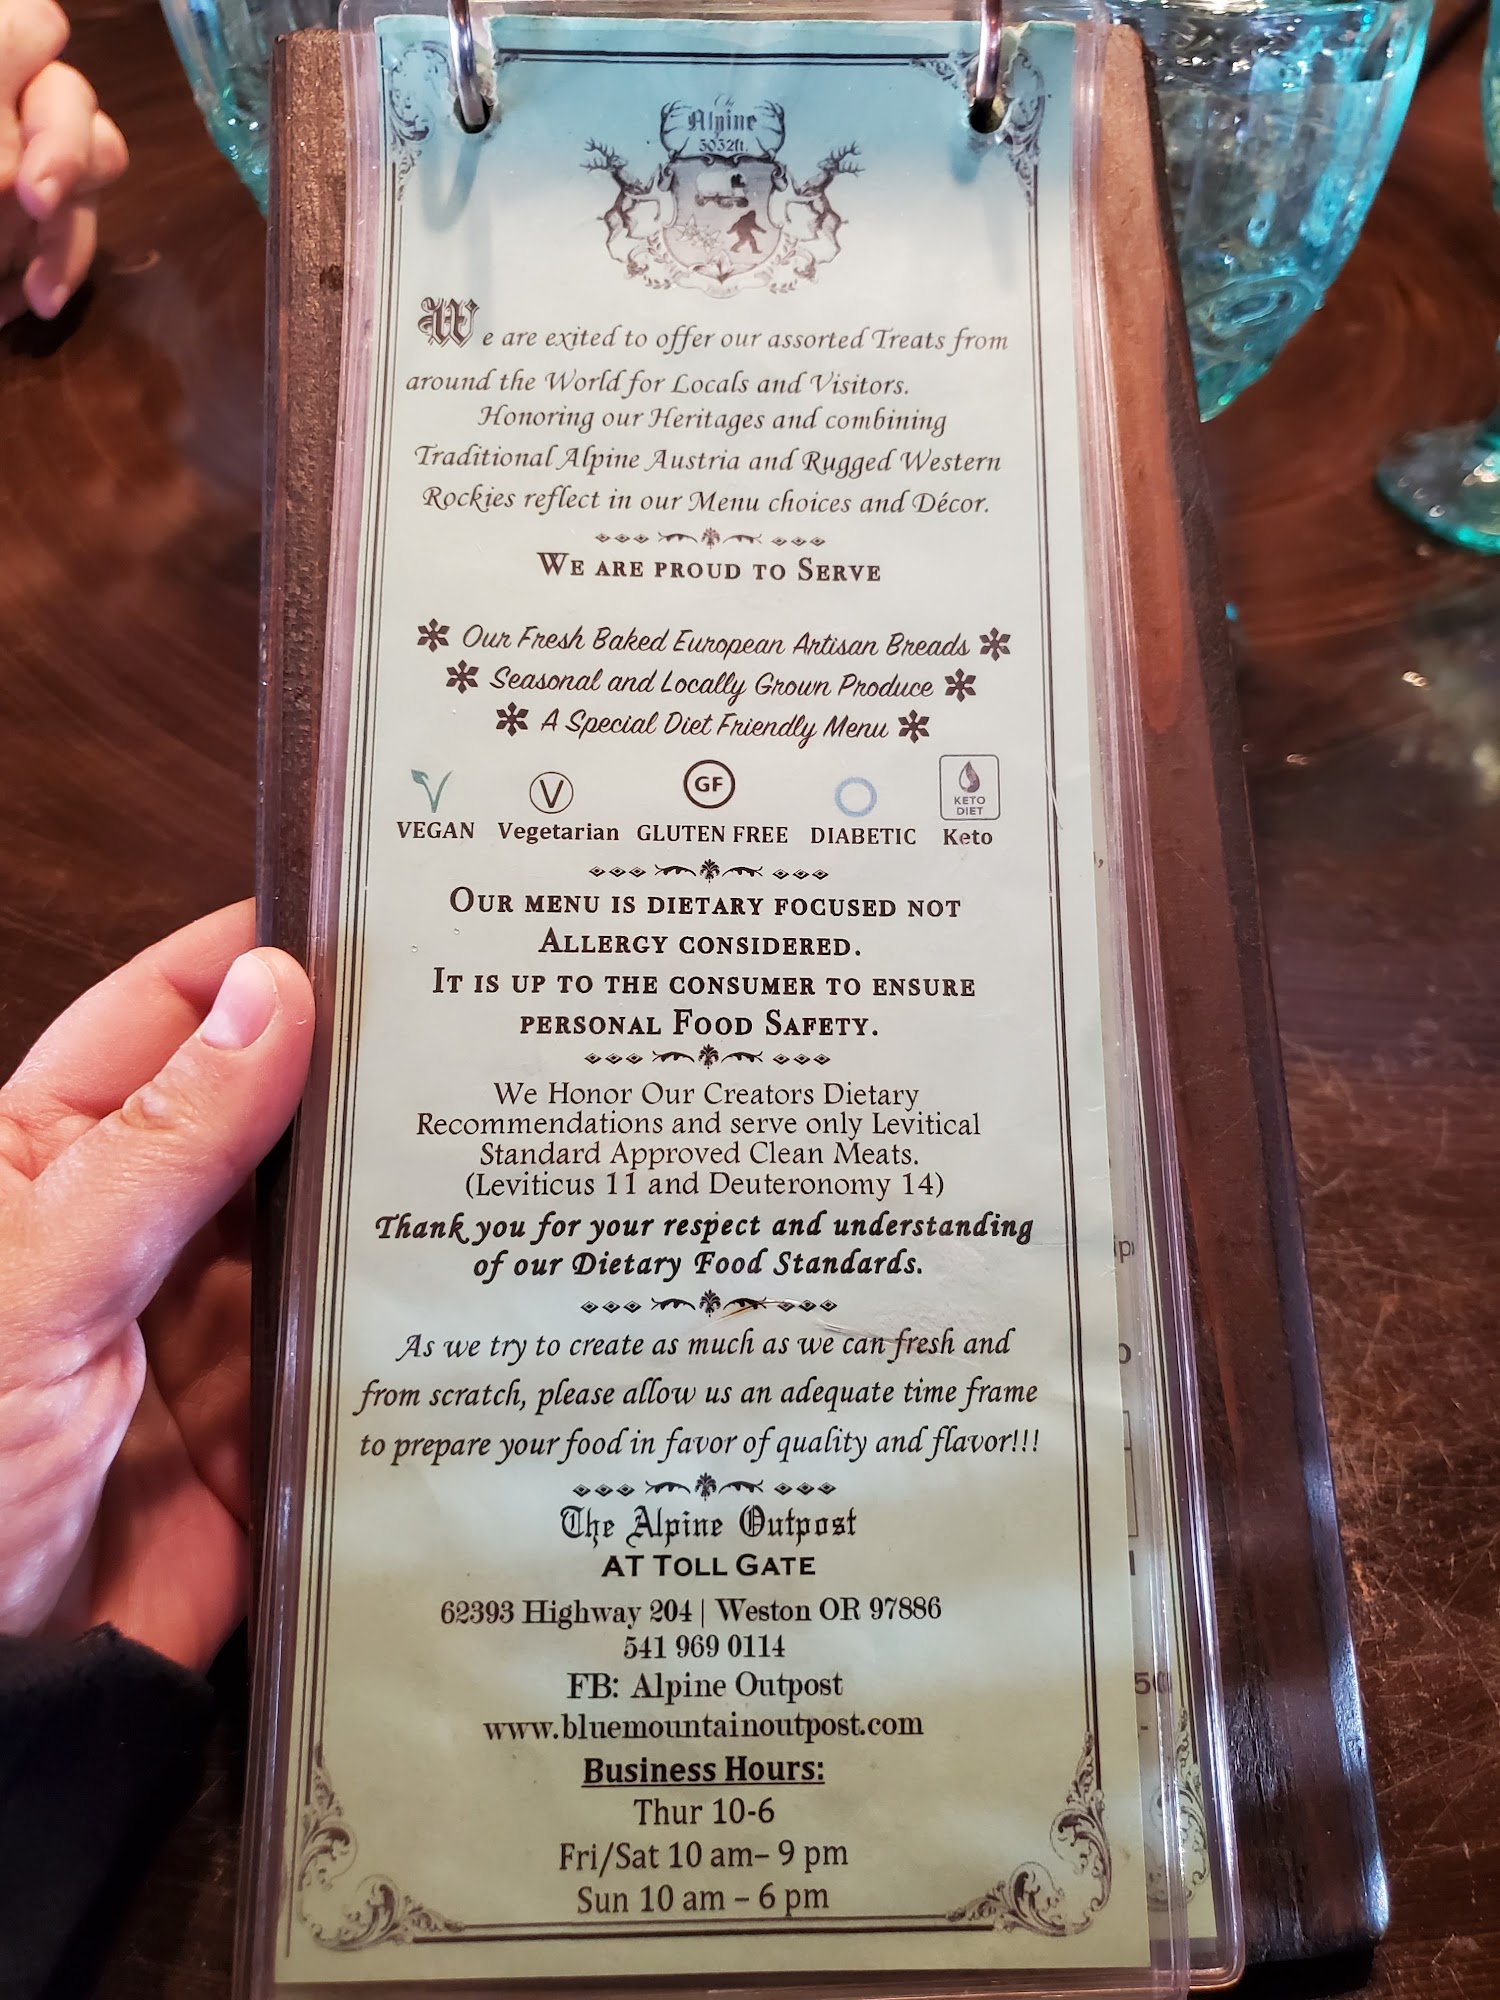 The
Alpine
5032ft.
We are exited to offer our assorted Treats from
around the World for Locals and Visitors.
Honoring our Heritages and combining
Traditional Alpine Austria and Rugged Western
Rockies reflect in our Menu choices and Décor.
We are proud to Serve
Our Fresh Baked European Artisan Breads
Seasonal and Locally Grown Produce
A Special Diet Friendly Menu
V V GF KETO DIET
VEGAN Vegetarian GLUTEN FREE DIABETIC Keto
Our menu is dietary focused not
Allergy considered.
It is up to the consumer to ensure
personal Food Safety.
We Honor Our Creators Dietary
Recommendations and serve only Levitical
Standard Approved Clean Meats.
(Leviticus 11 and Deuteronomy 14)
Thank you for your respect and understanding
of our Dietary Food Standards.
As we try to create as much as we can fresh and
from scratch, please allow us an adequate time frame
to prepare your food in favor of quality and flavor!!!
The Alpine Outpost
AT TOLL GATE
62393 Highway 204 | Weston OR 97886
541 969 0114
FB: Alpine Outpost
www.bluemountainoutpost.com
Business Hours:
Thur 10-6
Fri/Sat 10 am– 9 pm
Sun 10 am – 6 pm